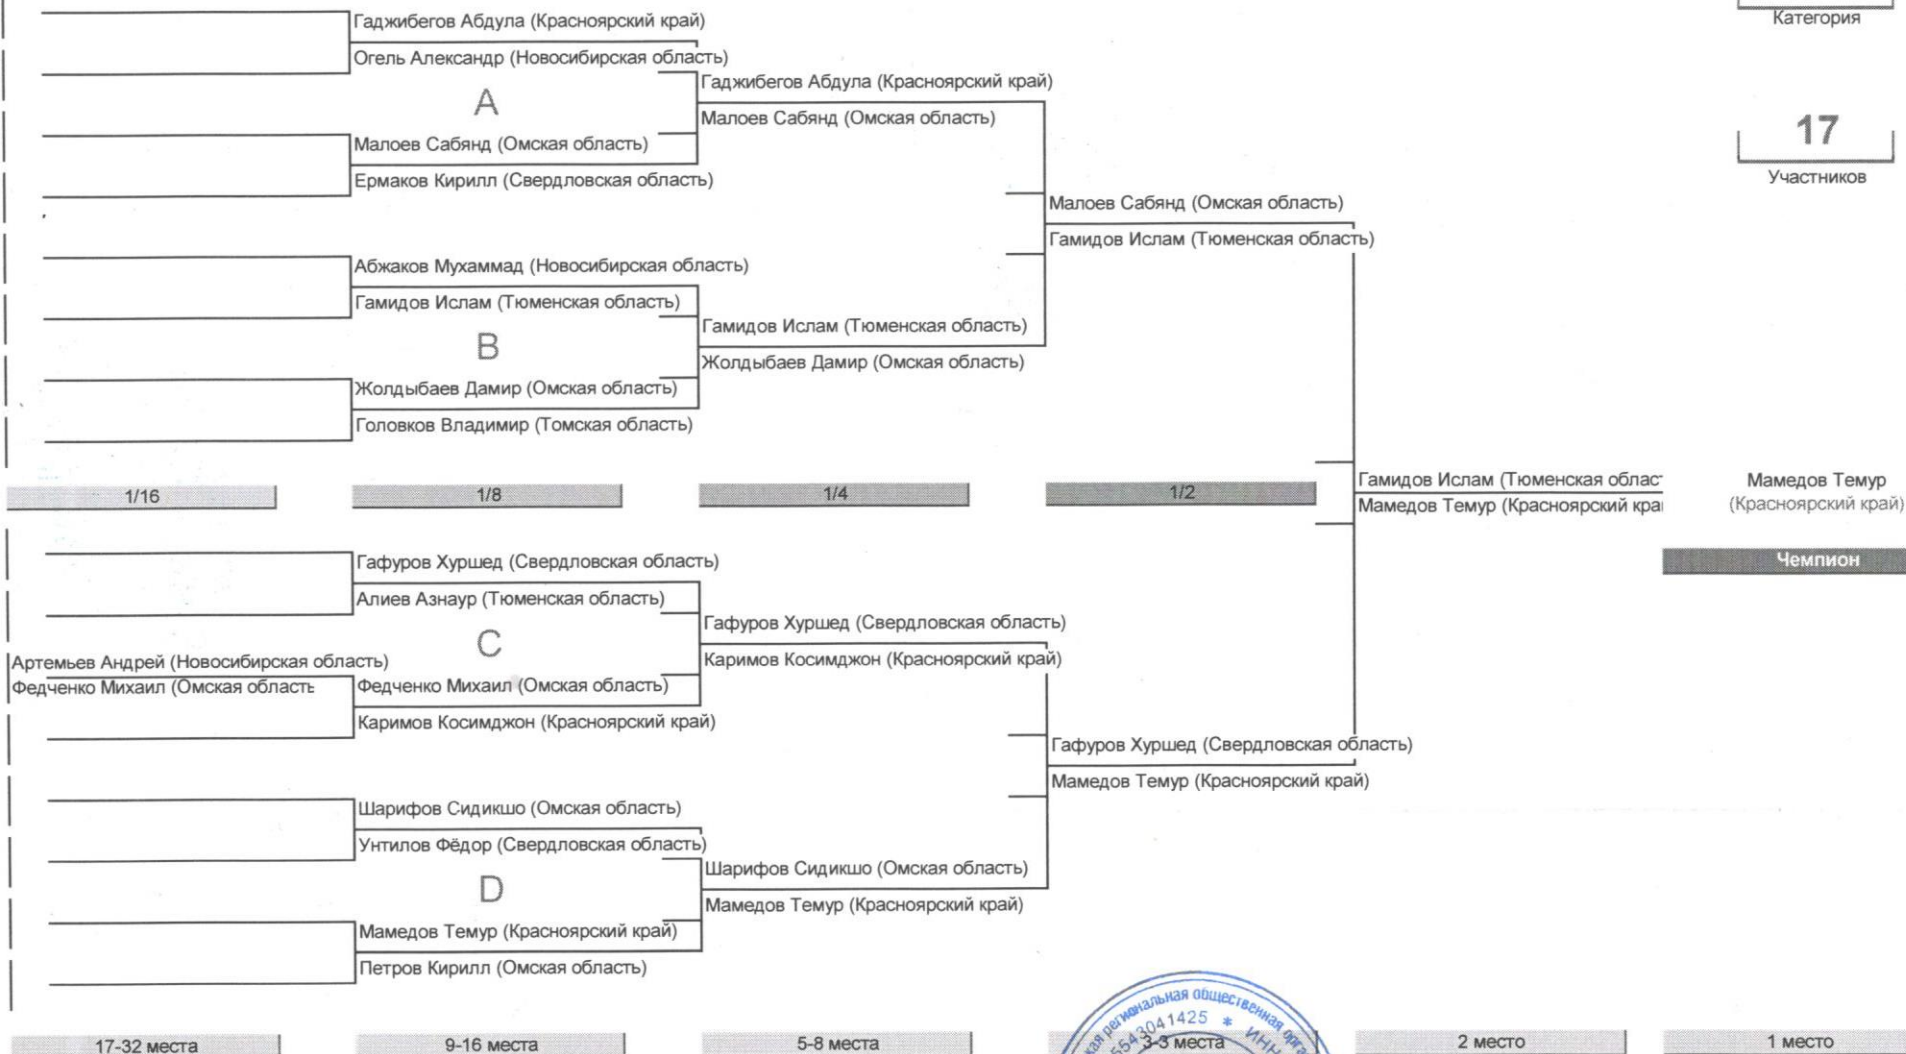 Категория
Гаджибегов Абдула (Красноярский край)
Огель Александр (Новосибирская область)
Гаджибегов Абдула (Красноярский край)
A
Малоев Сабянд (Омская область)
17
Малоев Сабянд (Омская область)
Ермаков Кирилл (Свердловская область)
Участников
Малоев Сабянд (Омская область)
Гамидов Ислам (Тюменская область)
Абжаков Мухаммад (Новосибирская область)
Гамидов Ислам (Тюменская область)
Гамидов Ислам (Тюменская область)
B
Жолдыбаев Дамир (Омская область)
Жолдыбаев Дамир (Омская область)
Головков Владимир (Томская область)
Гамидов Ислам (Тюменская облас
Мамедов Темур
1/16
1/8
1/4
1/2
Мамедов Темур (Красноярский кра
(Красноярский край)
Чемпион
Гафуров Хуршед (Свердловская область)
Алиев Азнаур (Тюменская область)
Гафуров Хуршед (Свердловская область)
C
Каримов Косимджон (Красноярский край)
Артемьев Андрей (Новосибирская область)
Федченко Михаил (Омская область
Федченко Михаил (Омская область)
Каримов Косимджон (Красноярский край)
Гафуров Хуршед (Свердловская область)
Мамедов Темур (Красноярский край)
Шарифов Сидикшо (Омская область)
Унтилов Фёдор (Свердловская область)
Шарифов Сидикшо (Омская область)
D
Мамедов Темур (Красноярский край)
Мамедов Темур (Красноярский край)
Петров Кирилл (Омская область)
региональная общественная
5543041425 * ИНН
17-32 места
9-16 места
5-8 места
3-3 места
2 место
1 место